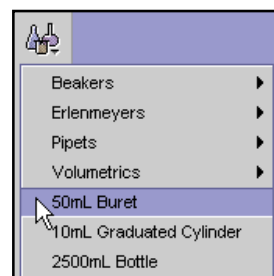 Beakers
Erlenmeyers
Pipets
Volumetrics
50mL Buret
10mL Graduated Cylinder
2500mL Bottle